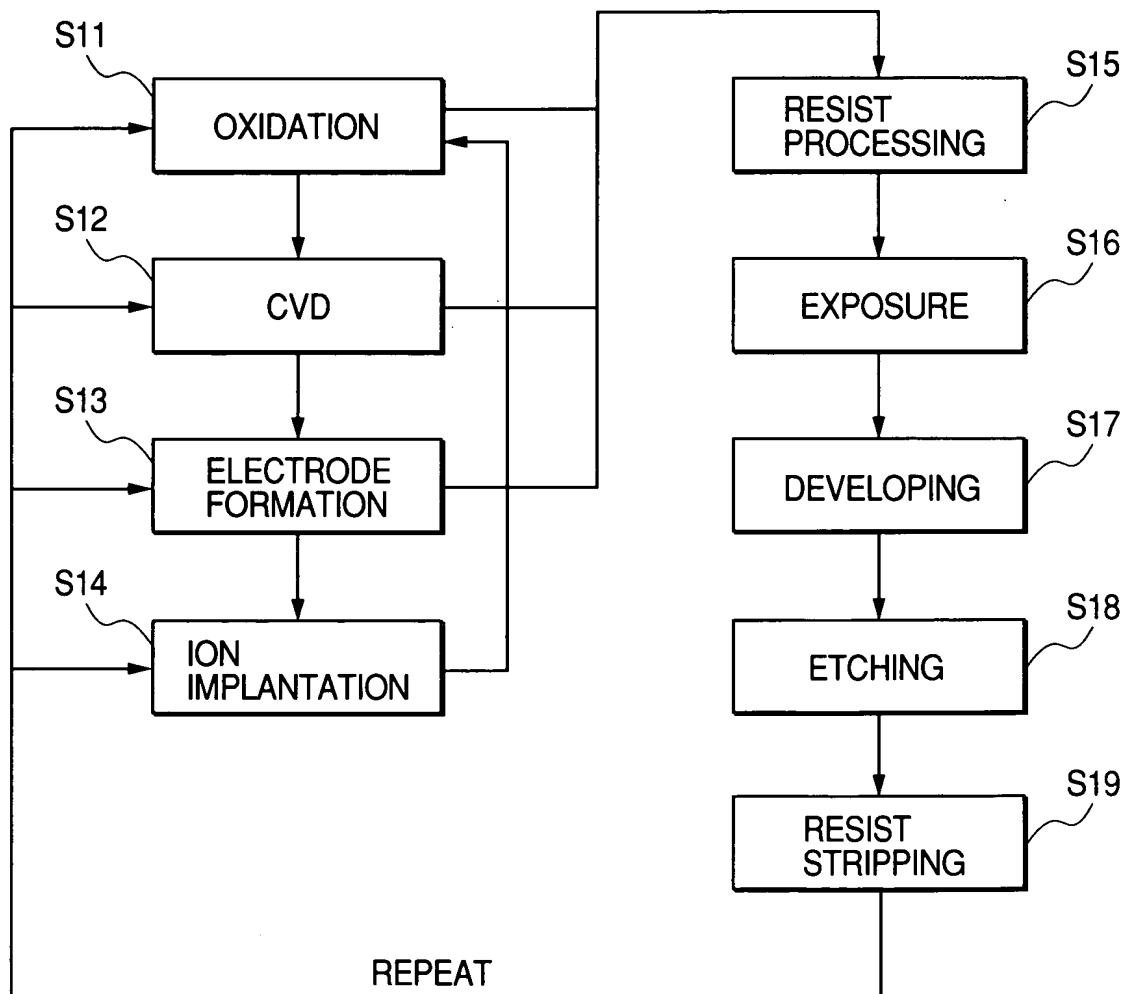 S11
OXIDATION
S12
CVD
S13
ELECTRODE
FORMATION
S14
ION
IMPLANTATION
S15
RESIST
PROCESSING
S16
EXPOSURE
S17
DEVELOPING
S18
ETCHING
S19
RESIST
STRIPPING
REPEAT